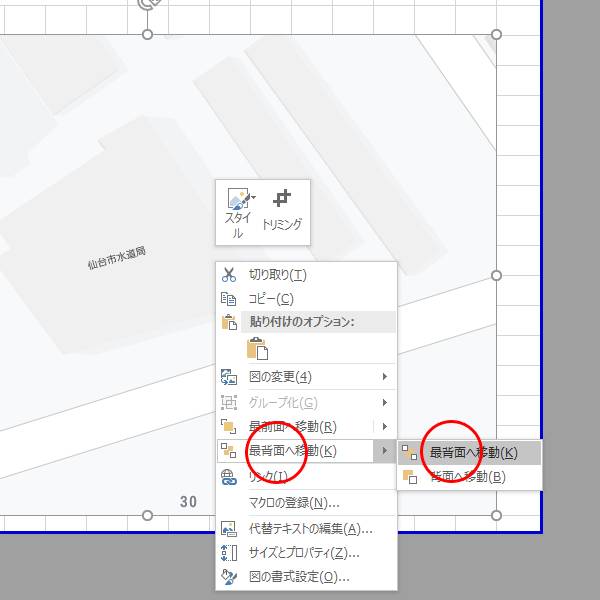 スタイ
ル
トリミング
仙台市水道局
切り取り(T)
コピー(C)
貼り付けのオプション:
図の変更(4)
グループ化(G)
最前面へ移動(R)
最背面へ移動(K)
最背面へ移動(K)
リンク(I)
背面へ移動(B)
マクロの登録(N)...
30
代替テキストの編集(A)...
サイズとプロパティ(Z)...
図の書式設定(O)...